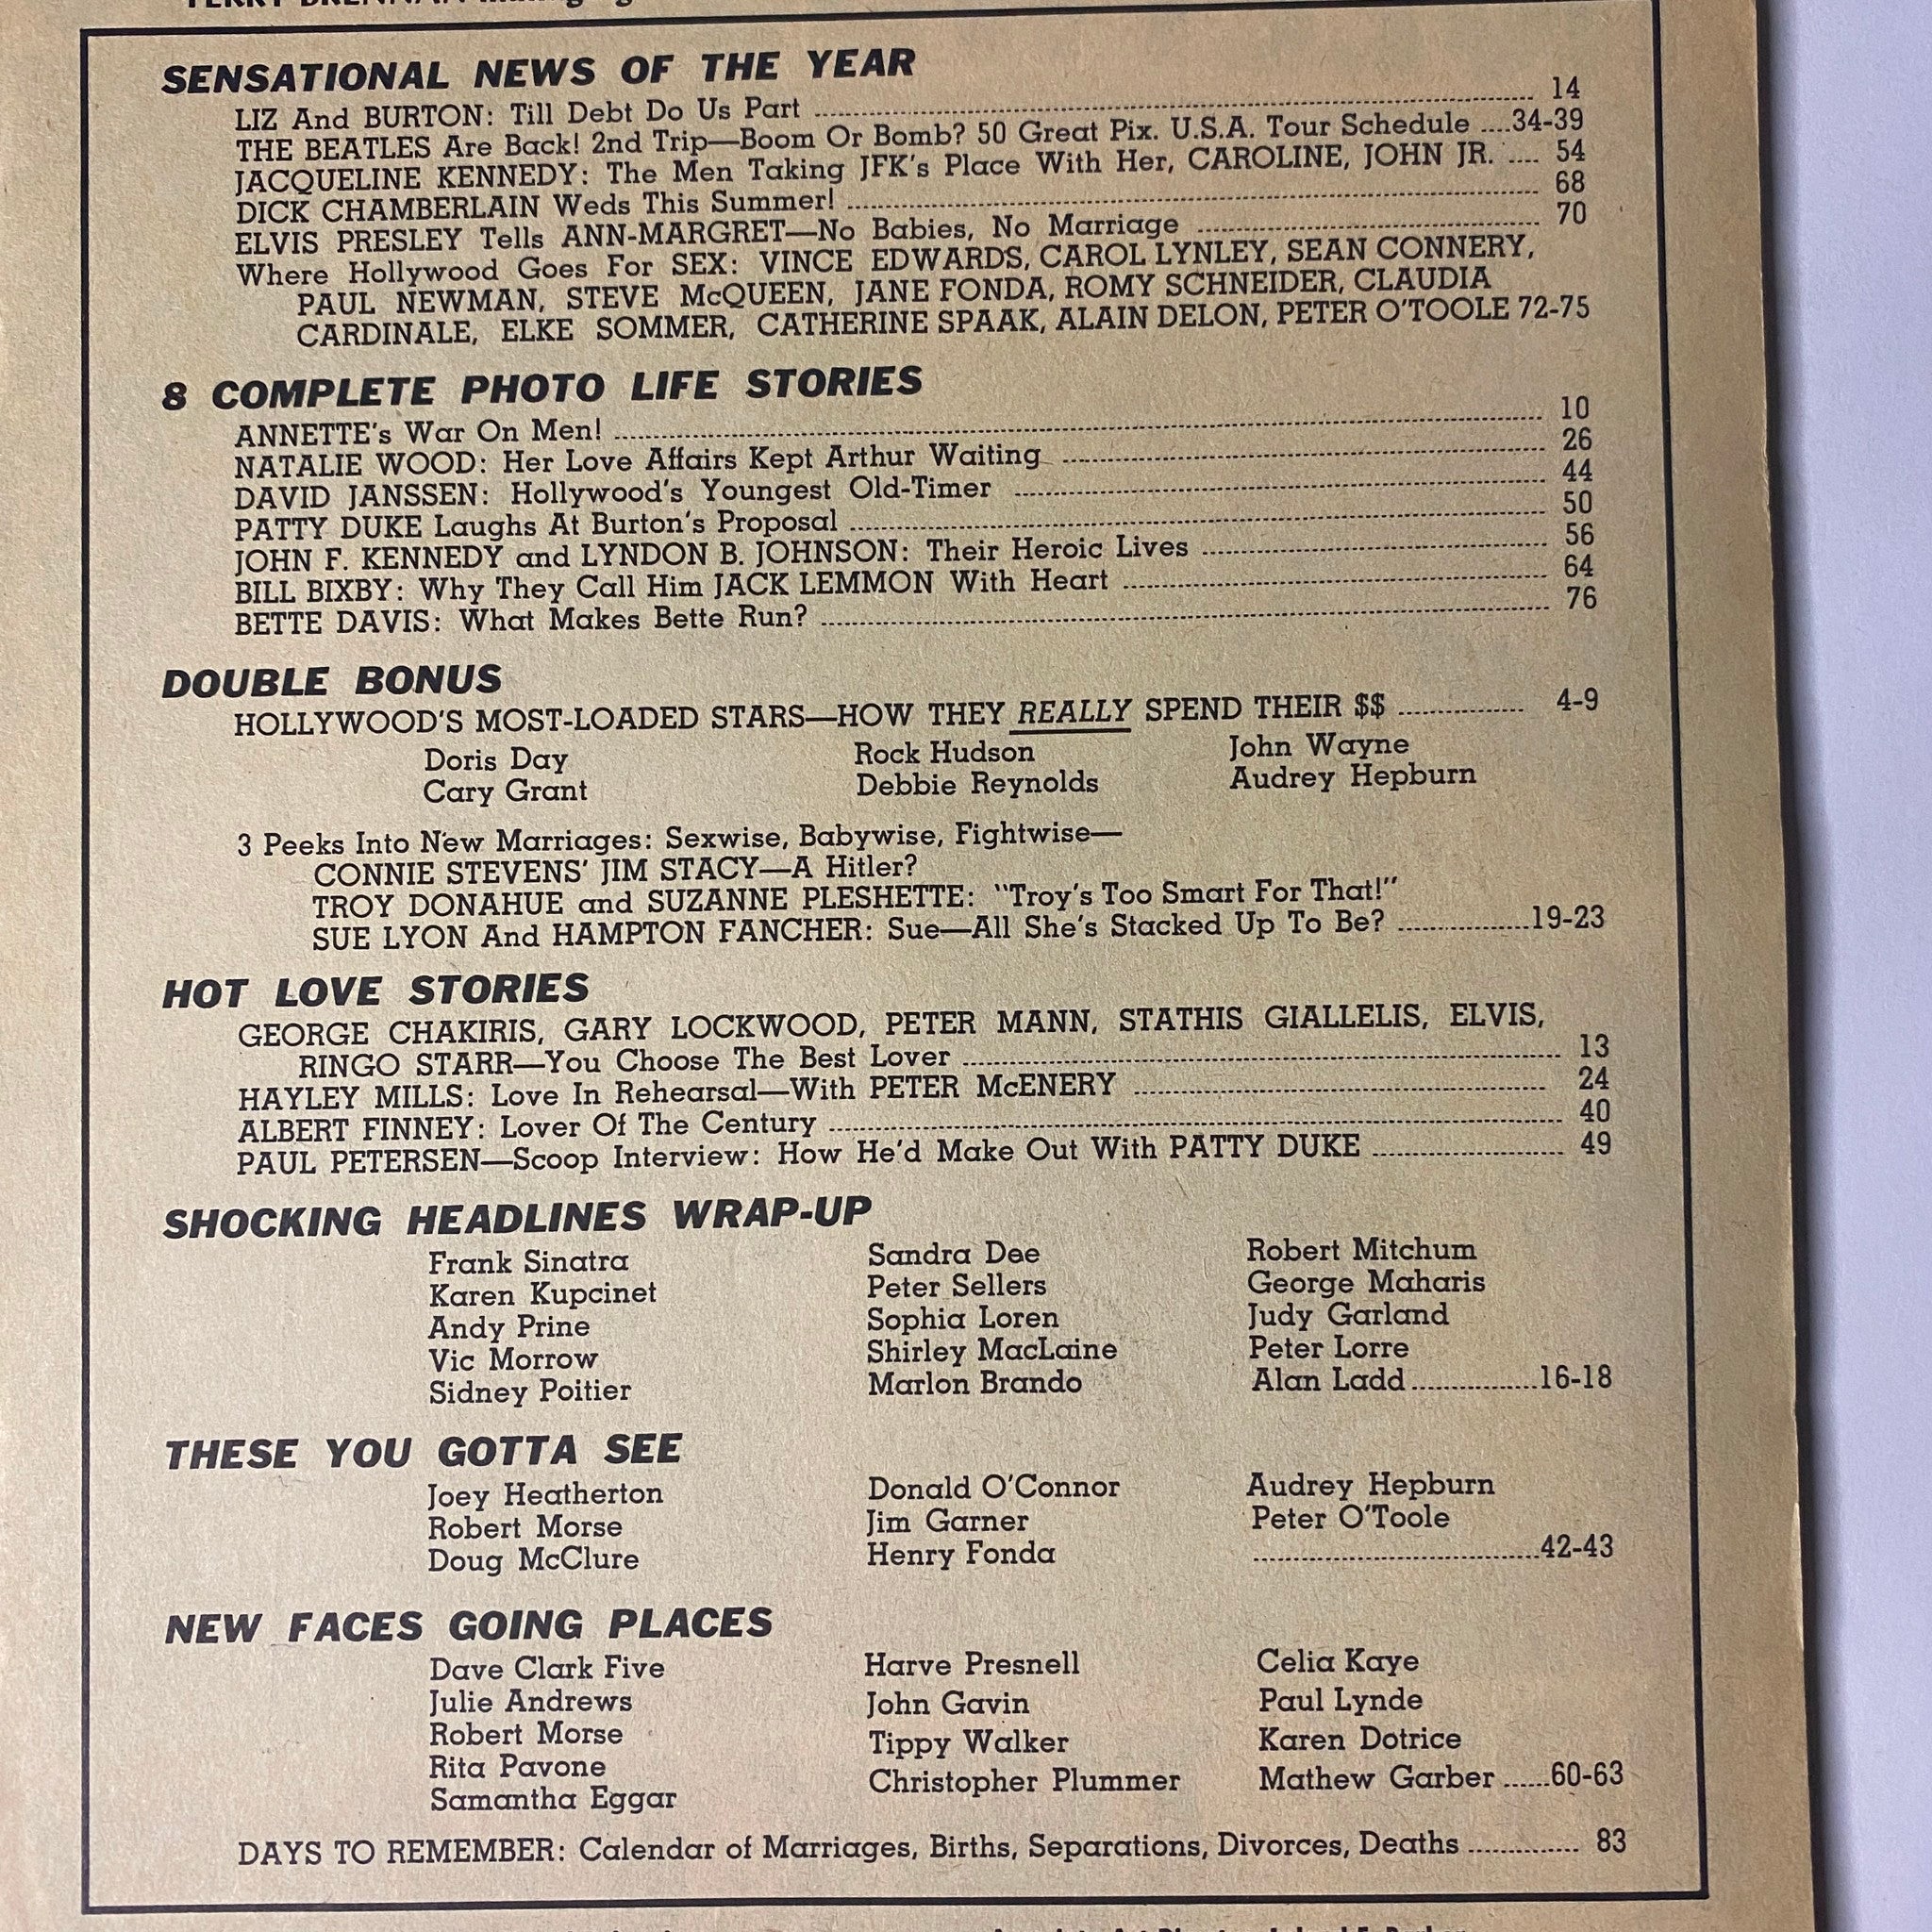 TERRY BRENNAN
SENSATIONAL NEWS OF THE YEAR
LIZ And BURTON: Till Debt Do Us Part ........ 14
THE BEATLES Are Back! 2nd Trip—Boom Or Bomb? 50 Great Pix. U.S.A. Tour Schedule ....34-39
JACQUELINE KENNEDY: The Men Taking JFK's Place With Her, CAROLINE, JOHN JR. .... 54
DICK CHAMBERLAIN Weds This Summer! ........ 68
ELVIS PRESLEY Tells ANN-MARGRET—No Babies, No Marriage ........ 70
Where Hollywood Goes For SEX: VINCE EDWARDS, CAROL LYNLEY, SEAN CONNERY,
PAUL NEWMAN, STEVE McQUEEN, JANE FONDA, ROMY SCHNEIDER, CLAUDIA
CARDINALE, ELKE SOMMER, CATHERINE SPAAK, ALAIN DELON, PETER O'TOOLE 72-75
8 COMPLETE PHOTO LIFE STORIES
ANNETTE's War On Men! ........ 10
NATALIE WOOD: Her Love Affairs Kept Arthur Waiting ........ 26
DAVID JANSSEN: Hollywood's Youngest Old-Timer ........ 44
PATTY DUKE Laughs At Burton's Proposal ........ 50
JOHN F. KENNEDY and LYNDON B. JOHNSON: Their Heroic Lives ........ 56
BILL BIXBY: Why They Call Him JACK LEMMON With Heart ........ 64
BETTE DAVIS: What Makes Bette Run? ........ 76
DOUBLE BONUS
HOLLYWOOD'S MOST-LOADED STARS—HOW THEY REALLY SPEND THEIR $$ ........ 4-9
Doris Day Rock Hudson John Wayne
Cary Grant Debbie Reynolds Audrey Hepburn
3 Peeks Into New Marriages: Sexwise, Babywise, Fightwise—
CONNIE STEVENS' JIM STACY—A Hitler?
TROY DONAHUE and SUZANNE PLESHETTE: "Troy's Too Smart For That!"
SUE LYON And HAMPTON FANCHER: Sue—All She's Stacked Up To Be? ........19-23
HOT LOVE STORIES
GEORGE CHAKIRIS, GARY LOCKWOOD, PETER MANN, STATHIS GIALLELIS, ELVIS,
RINGO STARR—You Choose The Best Lover ........ 13
HAYLEY MILLS: Love In Rehearsal—With PETER McENERY ........ 24
ALBERT FINNEY: Lover Of The Century ........ 40
PAUL PETERSEN—Scoop Interview: How He'd Make Out With PATTY DUKE ........ 49
SHOCKING HEADLINES WRAP-UP
Frank Sinatra Sandra Dee Robert Mitchum
Karen Kupcinet Peter Sellers George Maharis
Andy Prine Sophia Loren Judy Garland
Vic Morrow Shirley MacLaine Peter Lorre
Sidney Poitier Marlon Brando Alan Ladd ........16-18
THESE YOU GOTTA SEE
Joey Heatherton Donald O'Connor Audrey Hepburn
Robert Morse Jim Garner Peter O'Toole
Doug McClure Henry Fonda ........42-43
NEW FACES GOING PLACES
Dave Clark Five Harve Presnell Celia Kaye
Julie Andrews John Gavin Paul Lynde
Robert Morse Tippy Walker Karen Dotrice
Rita Pavone Christopher Plummer Mathew Garber ......60-63
Samantha Eggar
DAYS TO REMEMBER: Calendar of Marriages, Births, Separations, Divorces, Deaths ........ 83